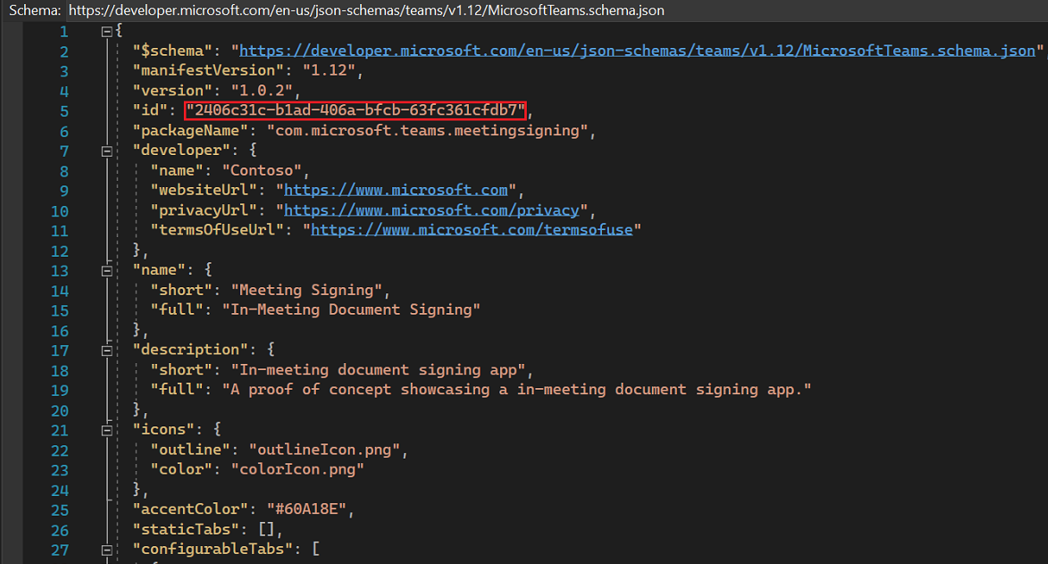 Schema: https://developer.microsoft.com/en-us/json-schemas/teams/v1.12/MicrosoftTeams.schema.json
1 {
2 "$schema": "https://developer.microsoft.com/en-us/json-schemas/teams/v1.12/MicrosoftTeams.schema.json"
3 "manifestVersion": "1.12",
4 "version": "1.0.2",
5 "id": "2406c31c-b1ad-406a-bfcb-63fc361cfdb7",
6 "packageName": "com.microsoft.teams.meetingsigning",
7 "developer": {
8 "name": "Contoso",
9 "websiteUrl": "https://www.microsoft.com",
10 "privacyUrl": "https://www.microsoft.com/privacy",
11 "termsOfUseUrl": "https://www.microsoft.com/termsofuse"
12 },
13 "name": {
14 "short": "Meeting Signing",
15 "full": "In-Meeting Document Signing"
16 },
17 "description": {
18 "short": "In-meeting document signing app",
19 "full": "A proof of concept showcasing a in-meeting document signing app."
20 },
21 "icons": {
22 "outline": "outlineIcon.png",
23 "color": "colorIcon.png"
24 },
25 "accentColor": "#60A18E",
26 "staticTabs": [],
27 "configurableTabs": [